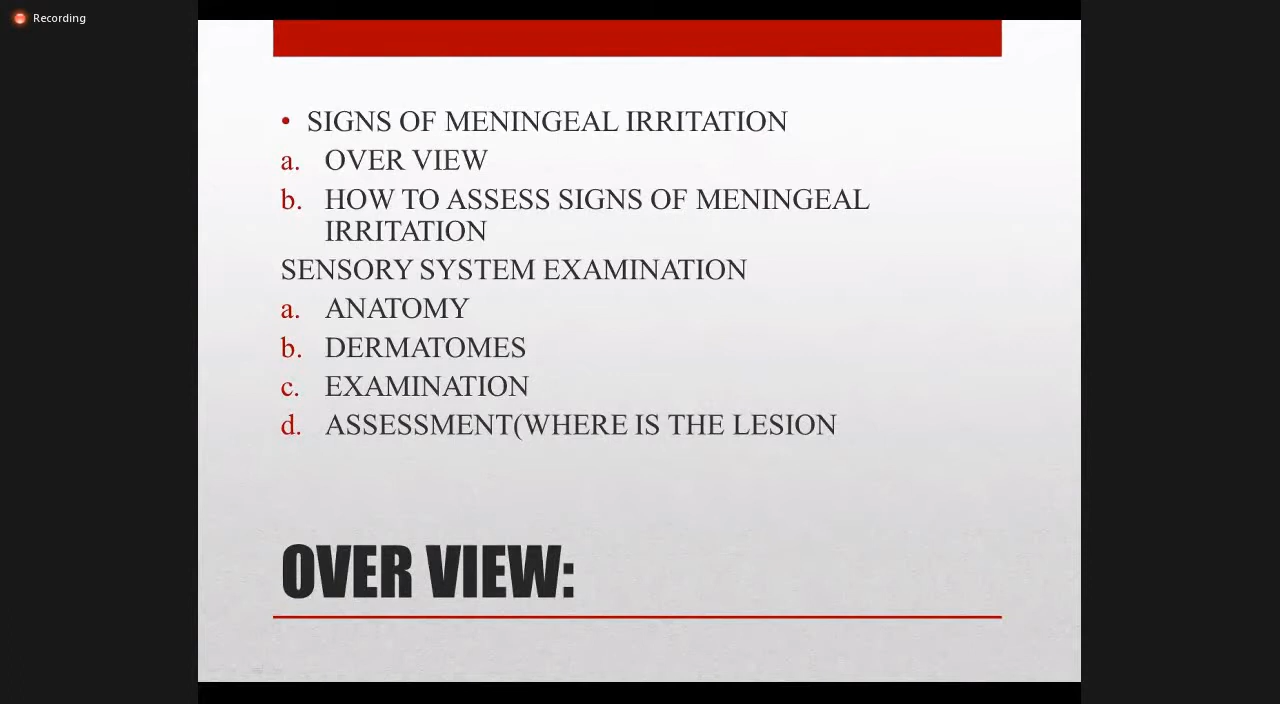 Recording
• SIGNS OF MENINGEAL IRRITATION
a. OVER VIEW
b. HOW TO ASSESS SIGNS OF MENINGEAL
IRRITATION
SENSORY SYSTEM EXAMINATION
a. ANATOMY
b. DERMATOMES
c. EXAMINATION
d. ASSESSMENT(WHERE IS THE LESION
OVER VIEW: